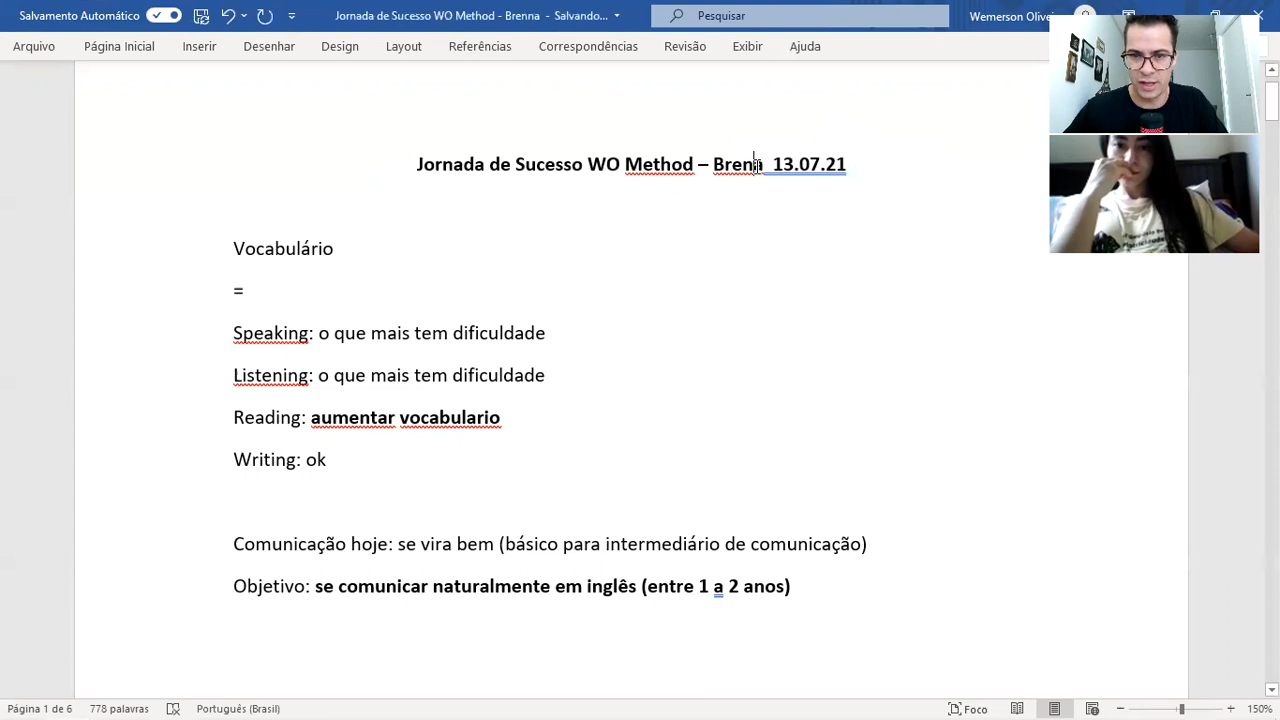 Salvamento Automático
Jornada de Sucesso WO Method - Brenna - Salvando...
Pesquisar
Wemerson
Arquivo Página Inicial Inserir Desenhar Design Layout Referências Correspondências Revisão Exibir Ajuda
Jornada de Sucesso WO Method – 13.07.21
Vocabulário
=
Speaking: o que mais tem dificuldade
Listening: o que mais tem dificuldade
Reading: aumentar vocabulario
Writing: ok
Comunicação hoje: se vira bem (básico para intermediário de comunicação)
Objetivo: se comunicar naturalmente em inglês (entre 1 a 2 anos)
Página 1 de 6 778 palavras Português (Brasil) Foco 150%